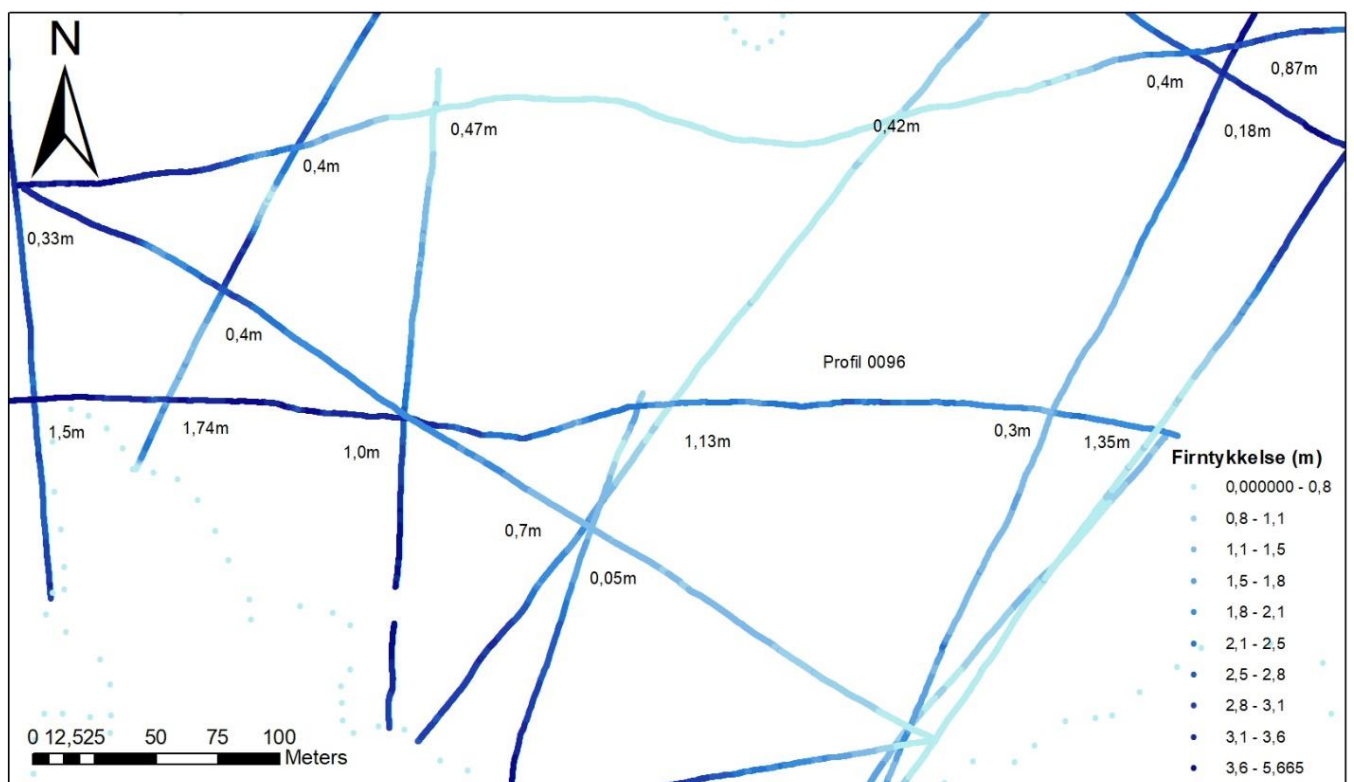 N
0,87m
0,4m
0,42m
0,47m
0,18m
0,4m
0,33m
0,4m
Profil 0096
1,5m
1,74m
1,0m
1,13m
0,3m
1,35m
0,7m
0,05m
Firntykkelse (m)
0,000000 - 0,8
0,8 - 1,1
1,1 - 1,5
1,5 - 1,8
1,8 - 2,1
2,1 - 2,5
2,5 - 2,8
2,8 - 3,1
3,1 - 3,6
3,6 - 5,665
0 12,525 50 75 100
Meters